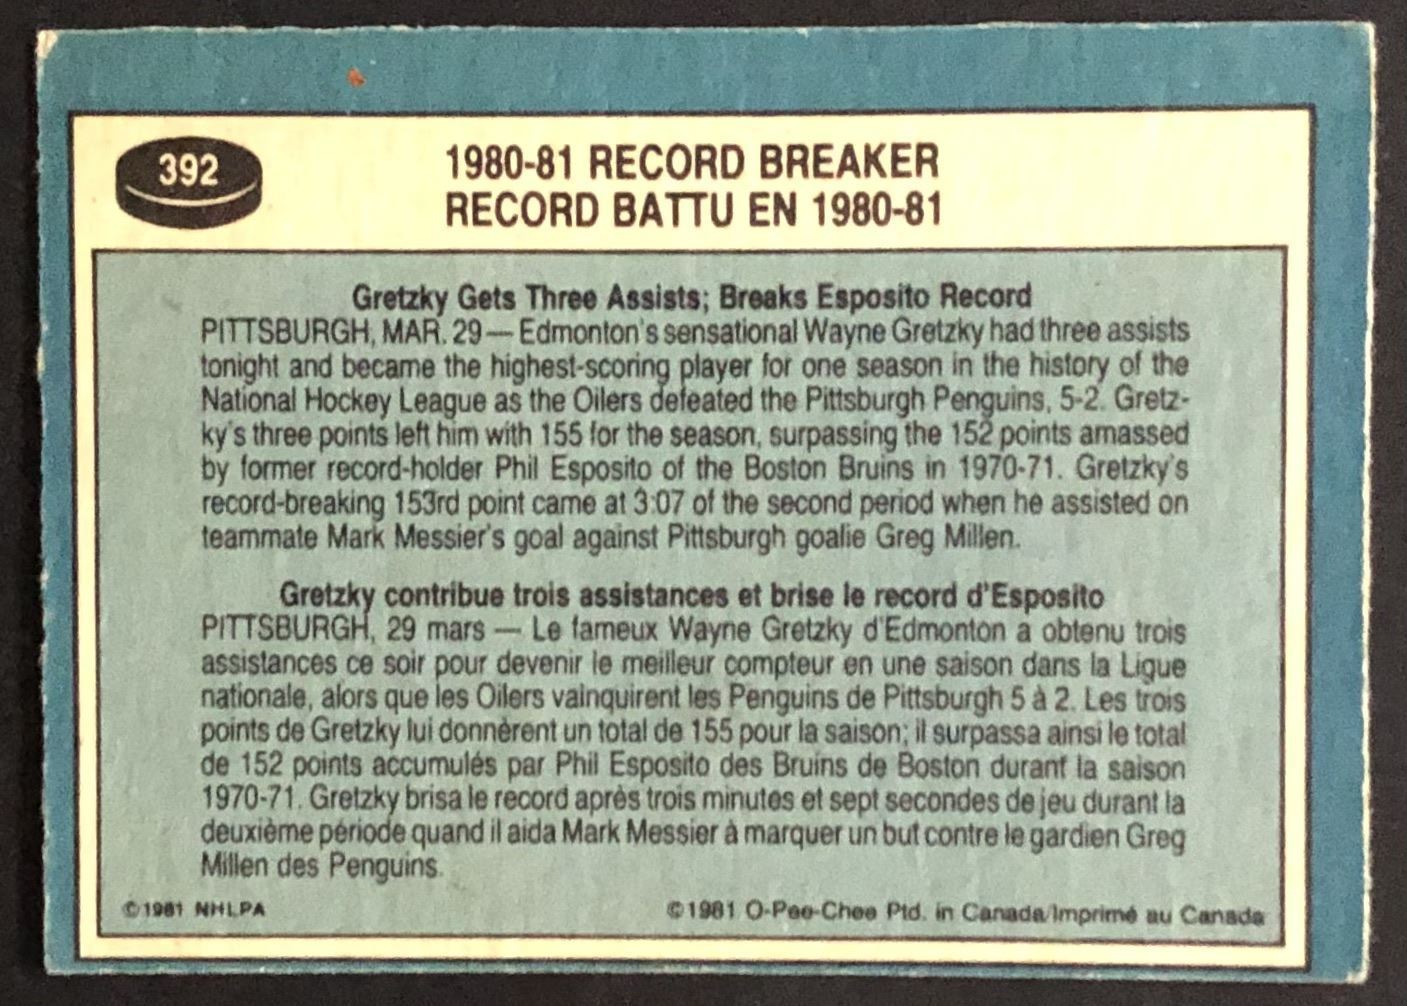 392
1980-81 RECORD BREAKER
RECORD BATTU EN 1980-81
Gretzky Gets Three Assists; Breaks Esposito Record
PITTSBURGH, MAR. 29 — Edmonton's sensational Wayne Gretzky had three assists
tonight and became the highest-scoring player for one season in the history of the
National Hockey League as the Oilers defeated the Pittsburgh Penguins, 5-2. Gretz-
ky's three points left him with 155 for the season, surpassing the 152 points amassed
by former record-holder Phil Esposito of the Boston Bruins in 1970-71. Gretzky's
record-breaking 153rd point came at 3:07 of the second period when he assisted on
teammate Mark Messier's goal against Pittsburgh goalie Greg Millen.
Gretzky contribue trois assistances et brise le record d'Esposito
PITTSBURGH, 29 mars — Le fameux Wayne Gretzky d'Edmonton a obtenu trois
assistances ce soir pour devenir le meilleur compteur en une saison dans la Ligue
nationale, alors que les Oilers vainquirent les Penguins de Pittsburgh 5 à 2. Les trois
points de Gretzky lui donnèrent un total de 155 pour la saison; il surpassa ainsi le total
de 152 points accumulés par Phil Esposito des Bruins de Boston durant la saison
1970-71. Gretzky brisa le record après trois minutes et sept secondes de jeu durant la
deuxième période quand il aida Mark Messier à marquer un but contre le gardien Greg
Millen des Penguins.
©1981 NHLPA
©1981 O-Pee-Chee Ptd. in Canada/Imprimé au Canada